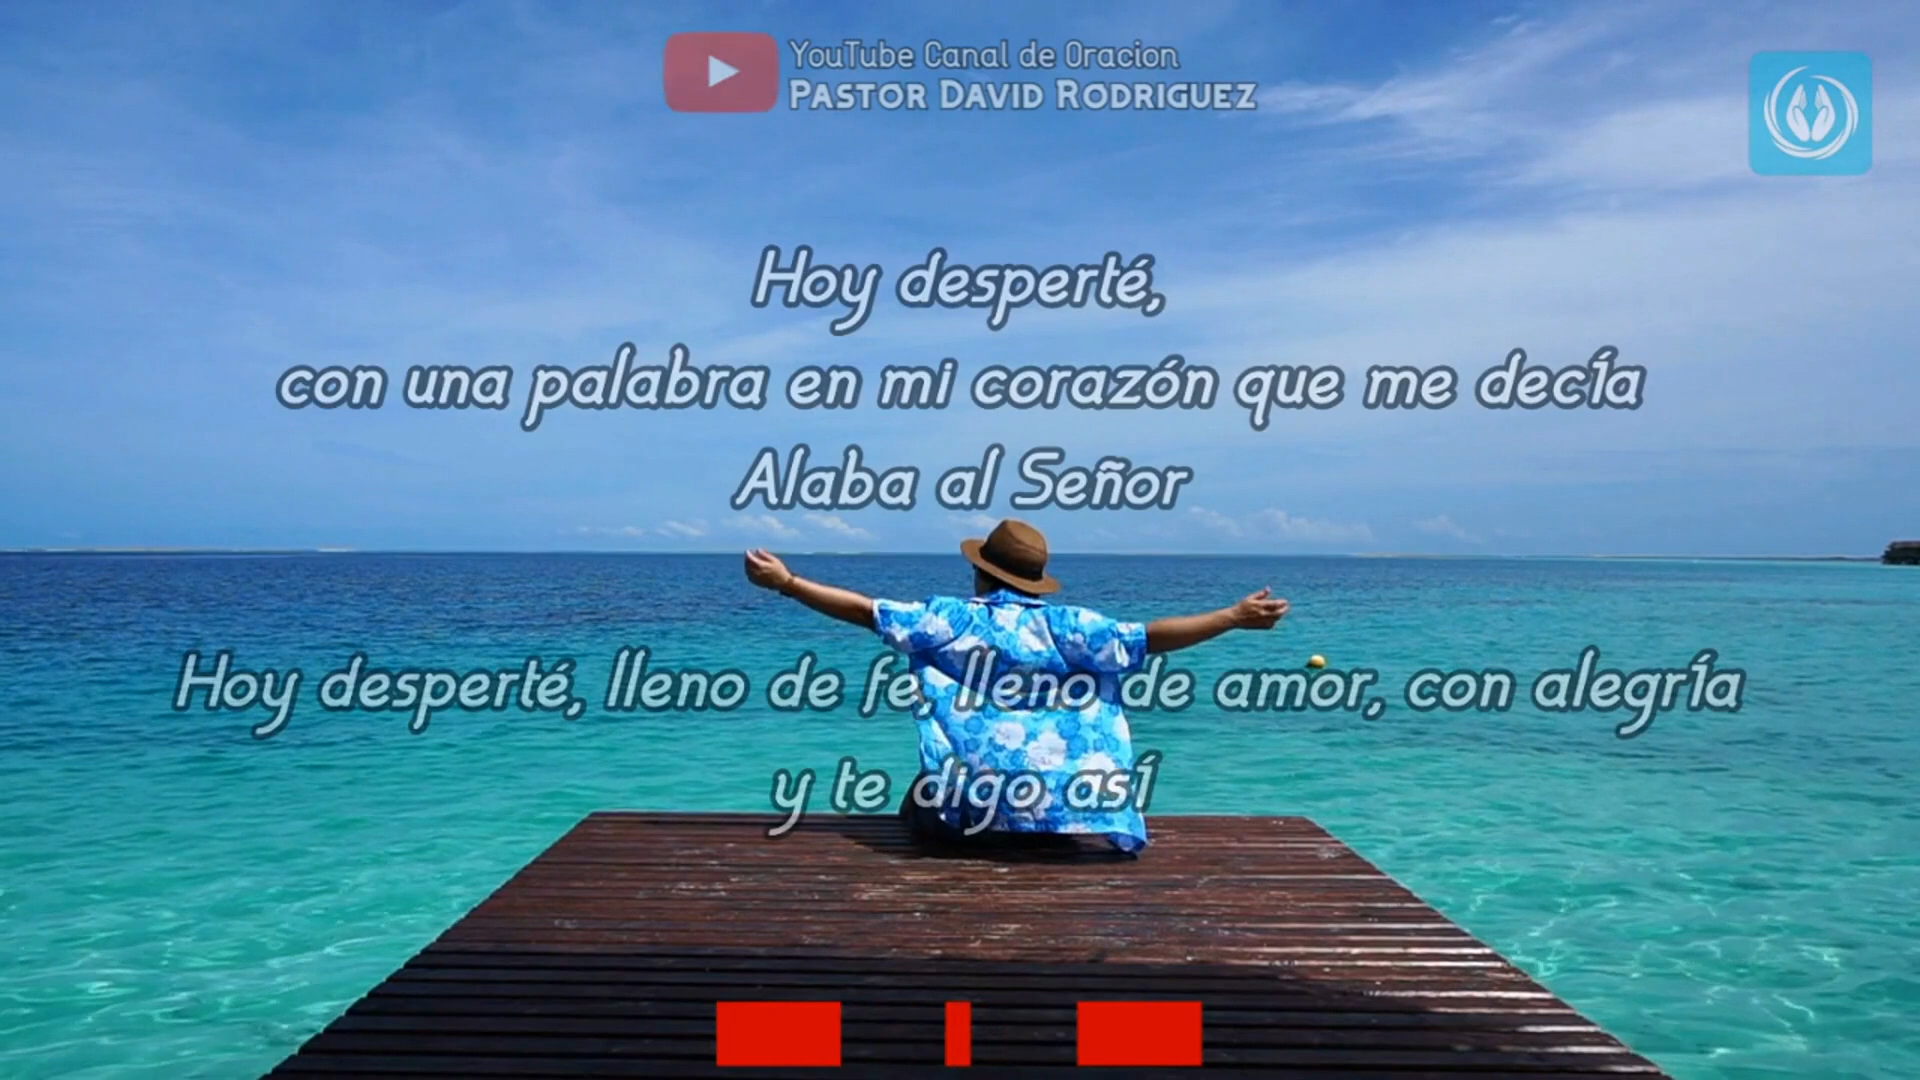 YouTube Canal de Oracion
PASTOR DAVID RODRIGUEZ
Hoy desperté,
con una palabra en mi corazón que me decía
Alaba al Señor
Hoy desperté, lleno de fe, lleno de amor, con alegría
y te digo así